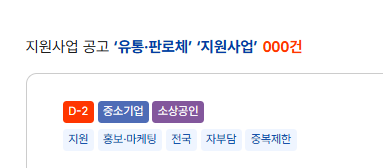 지원사업 공고 ‘유통·판로체’ ‘지원사업’ 000건
D-2 중소기업 소상공인
지원 홍보·마케팅 전국 자부담 중복제한